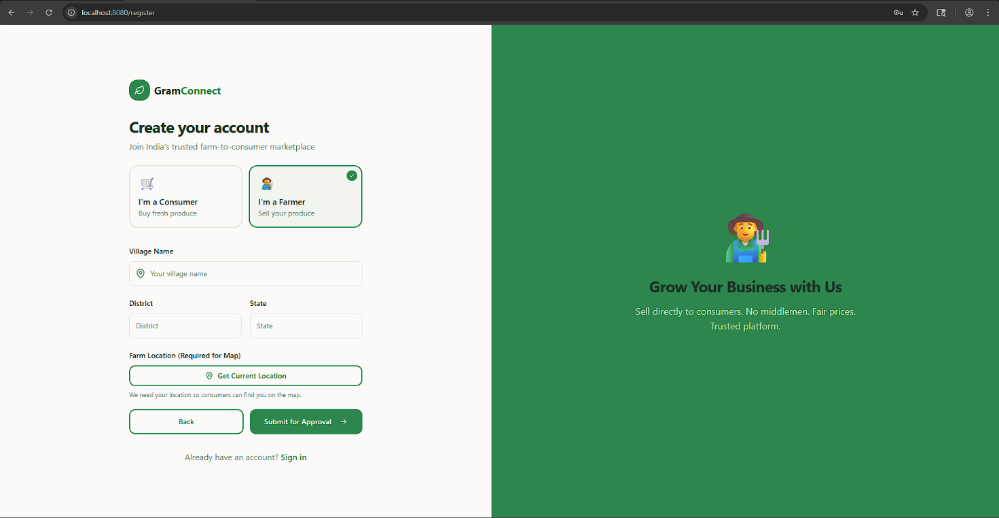 localhost:8080/register
GramConnect
Create your account
Join India's trusted farm-to-consumer marketplace
I'm a Consumer
Buy fresh produce
I'm a Farmer
Sell your produce
Village Name
Your village name
District
State
District
State
Farm Location (Required for Map)
Get Current Location
We need your location so consumers can find you on the map.
Back
Submit for Approval
Already have an account? Sign in
Grow Your Business with Us
Sell directly to consumers. No middlemen. Fair prices.
Trusted platform.